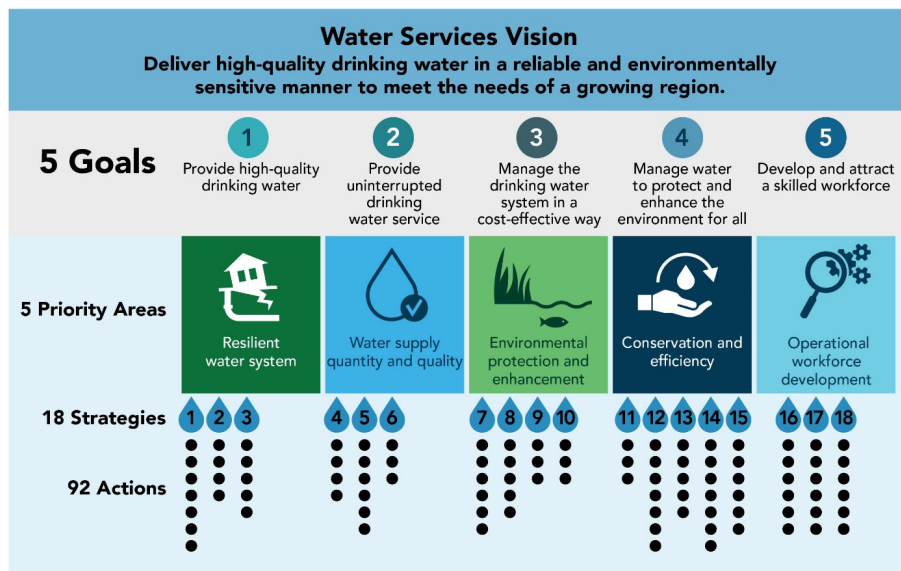 Water Services Vision
Deliver high-quality drinking water in a reliable and environmentally
sensitive manner to meet the needs of a growing region.
5 Goals
1
Provide high-quality
drinking water
2
Provide
uninterrupted
drinking
water service
3
Manage the
drinking water
system in a
cost-effective way
4
Manage water
to protect and
enhance the
environment for all
5
Develop and attract
a skilled workforce
5 Priority Areas
Resilient
water system
Water supply
quantity and quality
Environmental
protection and
enhancement
Conservation and
efficiency
Operational
workforce
development
18 Strategies
1 2 3 4 5 6 7 8 9 10 11 12 13 14 15 16 17 18
92 Actions